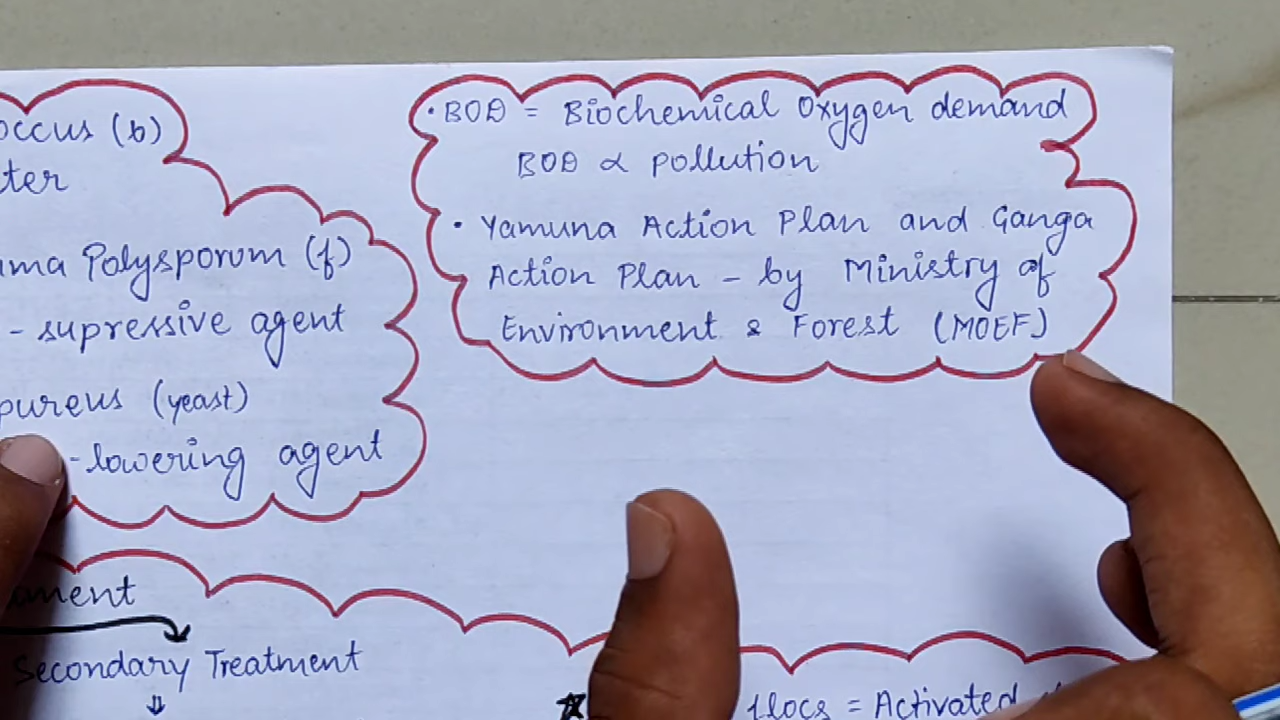 occus (b)
ter
ma Polysporum (f)
- supressive agent
pureus (yeast)
- lowering agent
• BOD = Biochemical Oxygen demand
BOD ∝ pollution
• Yamuna Action Plan and Ganga
Action Plan - by Ministry of
Environment & Forest (MOEF)
ment
Secondary Treatment
flocs = Activated